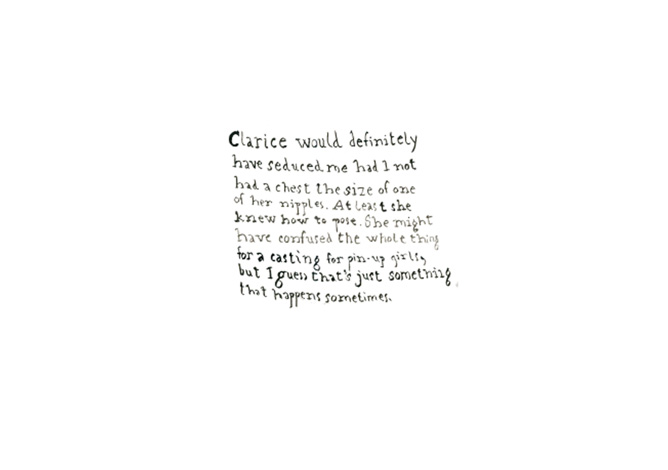 Clarice would definitely
have seduced me had I not
had a chest the size of one
of her nipples. At least she
knew how to pose. She might
have confused the whole thing
for a casting for pin-up girls,
but I guess that's just something
that happens sometimes.